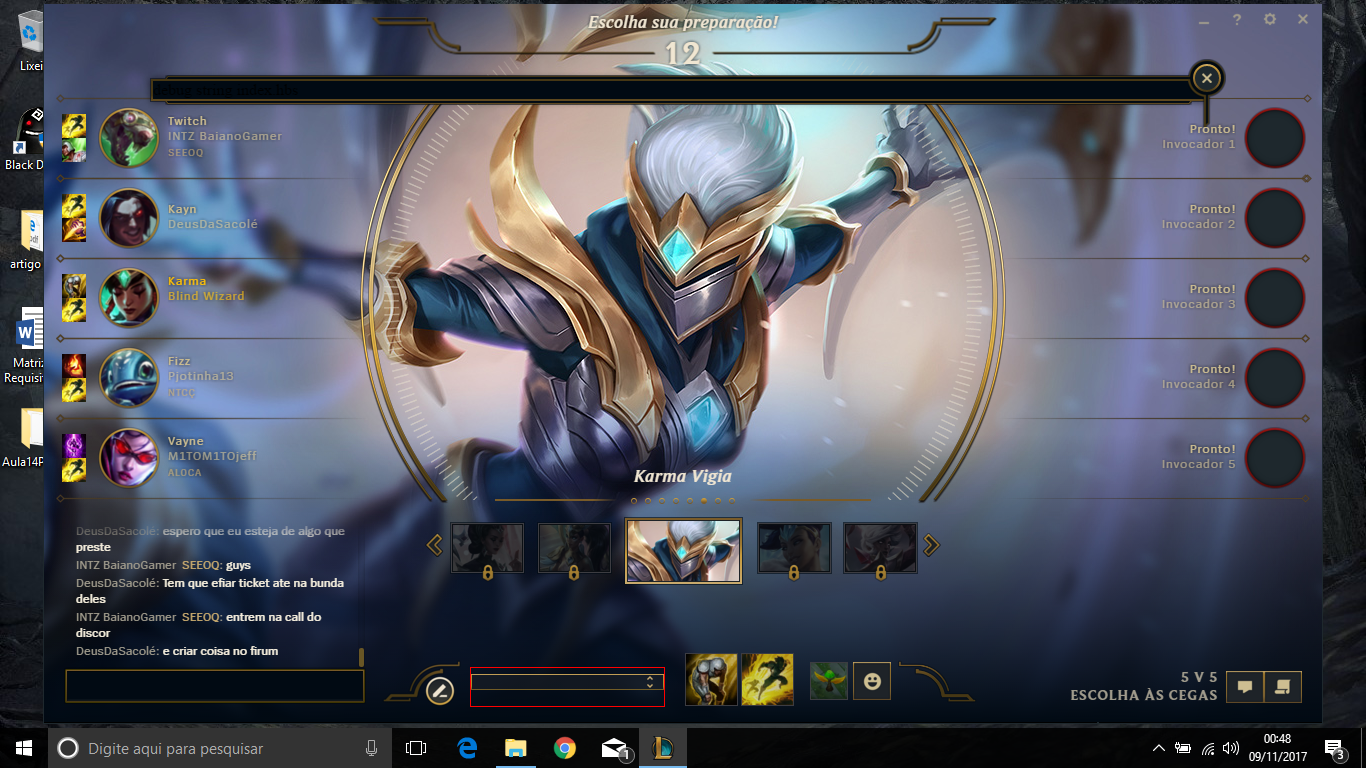 Escolha sua preparação!
12
Lixei
Black D
artigo
Matriz
Requisit
Aula14P
Twitch
INTZ BaianoGamer
SEEOQ
Kayn
DeusDaSacolé
Karma
Blind Wizard
Fizz
Pjotinha13
Vayne
M1TOM1TOjeff
ALOCA
Pronto!
Invocador 1
Pronto!
Invocador 2
Pronto!
Invocador 3
Pronto!
Invocador 4
Pronto!
Invocador 5
Karma Vigia
DeusDaSacolé: espero que eu esteja de algo que
preste
INTZ BaianoGamer SEEOQ: guys
DeusDaSacolé: Tem que efiar ticket ate na bunda
deles
INTZ BaianoGamer SEEOQ: entrem na call do
discor
DeusDaSacolé: e criar coisa no firum
5 V 5
ESCOLHA ÀS CEGAS
Digite aqui para pesquisar
1
00:48
09/11/2017
3